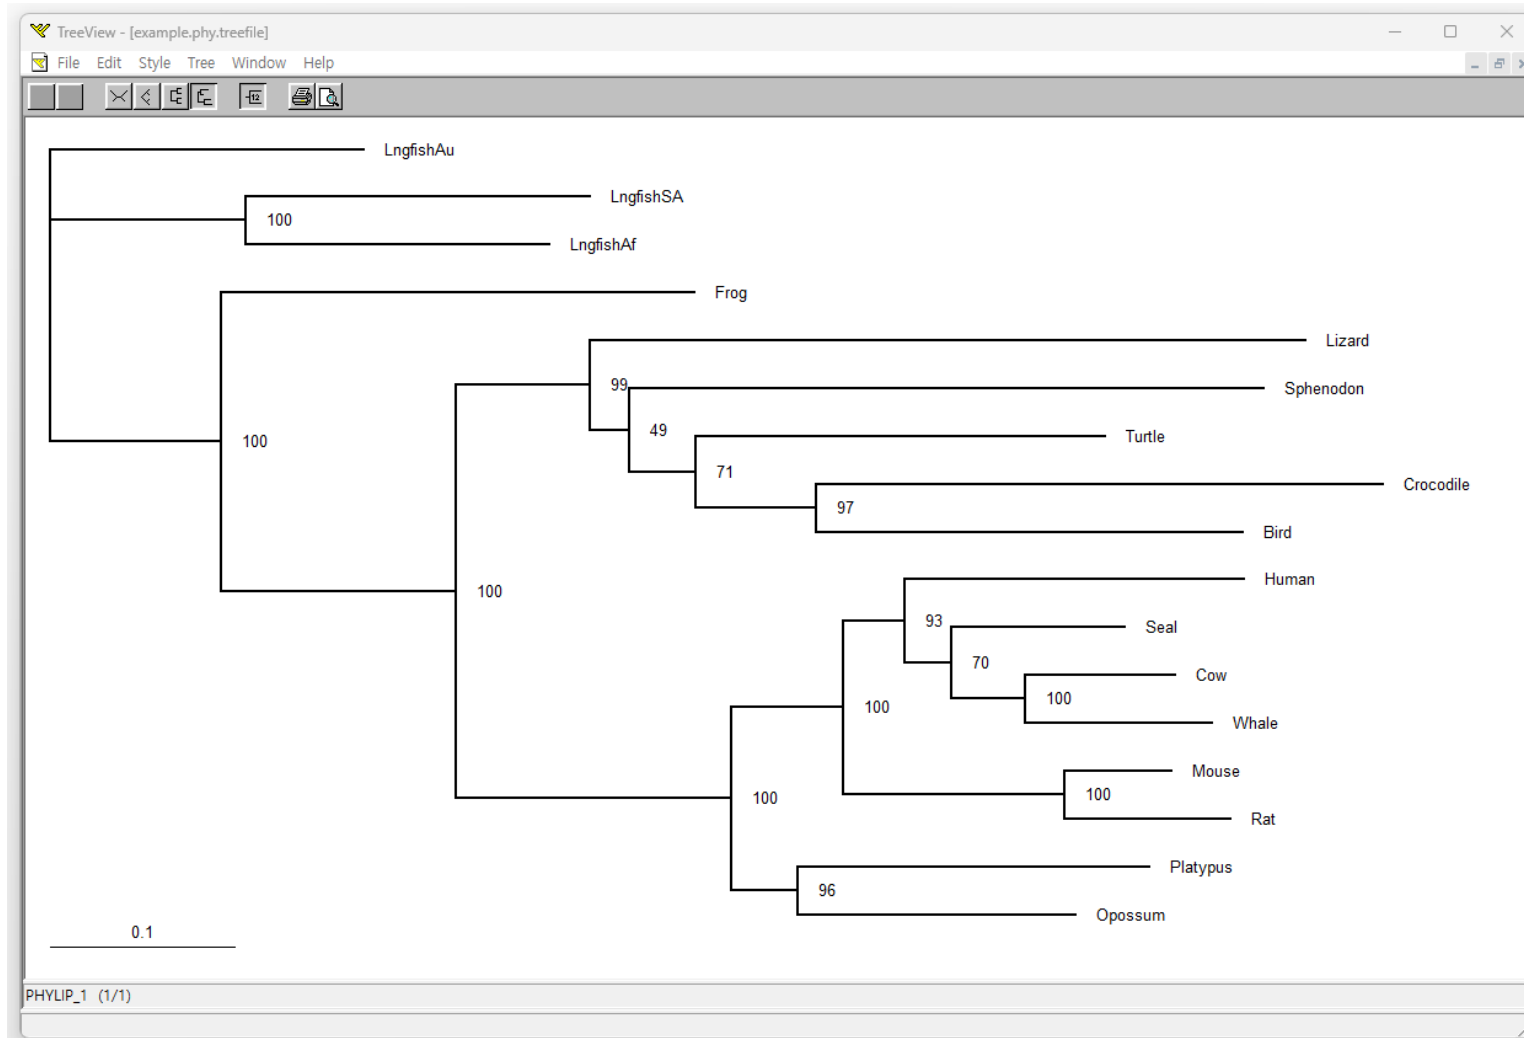 TreeView - [example.phy.treefile]
File Edit Style Tree Window Help
12
LngfishAu
LngfishSA
100
LngfishAf
Frog
Lizard
99
Sphenodon
49
100
Turtle
71
Crocodile
97
Bird
Human
100
93
Seal
70
Cow
100
100
Whale
Mouse
100
100
Rat
Platypus
96
Opossum
0.1
PHYLIP_1 (1/1)